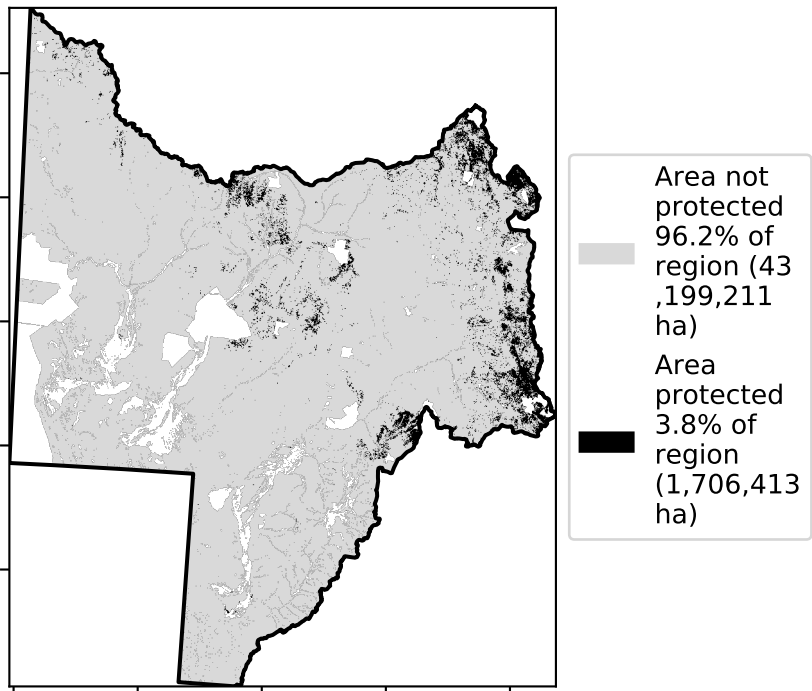 Area not
protected
96.2% of
region (43
,199,211
ha)
Area
protected
3.8% of
region
(1,706,413
ha)